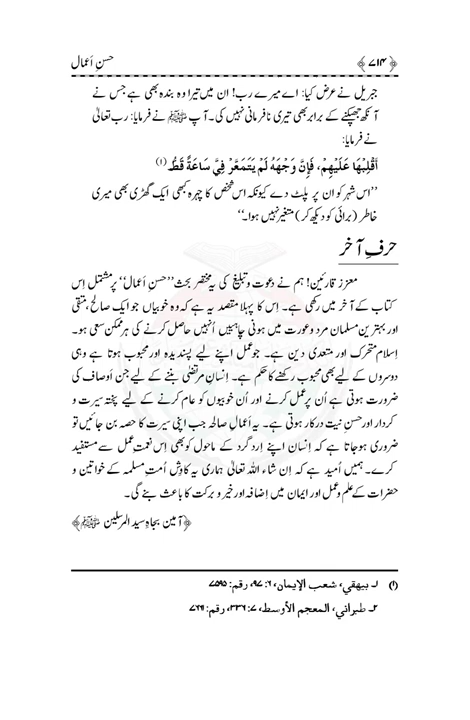 ﴿ ۷۱۴ ﴾ حسنِ اَعمال
جبریل نے عرض کیا: اے میرے رب! ان میں تیرا وہ بندہ بھی ہے جس نے
آنکھ جھپکنے کے برابر بھی تیری نافرمانی نہیں کی۔ آپ ﷺ نے فرمایا: رب تعالیٰ
نے فرمایا:
اَقْلِبْهَا عَلَيْهِمْ، فَإِنَّ وَجْهَهُ لَمْ يَتَمَعَّرْ فِيَّ سَاعَةً قَطُّ ⁽¹⁾
’’اس شہر کو ان پر پلٹ دے کیونکہ اس شخص کا چہرہ کبھی ایک گھڑی بھی میری
خاطر (برائی کو دیکھ کر) متغیر نہیں ہوا۔‘‘
حرفِ آخر
معزز قارئین! ہم نے دعوت و تبلیغ کی یہ مختصر بحث ’’حسنِ اَعمال‘‘ پر مشتمل اِس
کتاب کے آخر میں رکھی ہے۔ اِس کا پہلا مقصد یہ ہے کہ وہ خوبیاں جو ایک صالح، متقی
اور بہترین مسلمان مرد و عورت میں ہونی چاہییں اُنہیں حاصل کرنے کی ہر ممکن سعی ہو۔
اِسلام متحرک اور متعدی دین ہے۔ جو عمل اپنے لیے پسندیدہ اور محبوب ہوتا ہے وہی
دوسروں کے لیے بھی محبوب رکھنے کا حکم ہے۔ اِنسانِ مرتضٰی بننے کے لیے جن اَوصاف کی
ضرورت ہوتی ہے اُن پر عمل کرنے اور اُن خوبیوں کو عام کرنے کے لیے پختہ سیرت و
کردار اور حسنِ نیت درکار ہوتی ہے۔ یہ اَعمالِ صالحہ جب اپنی سیرت کا حصہ بن جائیں تو
ضروری ہو جاتا ہے کہ اِنسان اپنے اِرد گرد کے ماحول کو بھی اِس نعمتِ عمل سے مستفید
کرے۔ ہمیں اُمید ہے کہ اِن شاء اللہ تعالیٰ ہماری یہ کاوِش اُمتِ مسلمہ کے خواتین و
حضرات کے علم و عمل اور ایمان میں اِضافہ اور خیر و برکت کا باعث بنے گی۔
﴿آمین بجاہِ سید المرسلین ﷺ﴾
(۱) ۱۔ بيهقي، شعب الإيمان، ۶: ۹۷، رقم: ۷۵۹۵
۲۔ طبراني، المعجم الأوسط، ۷: ۳۳۶، رقم: ۷۶۶۱